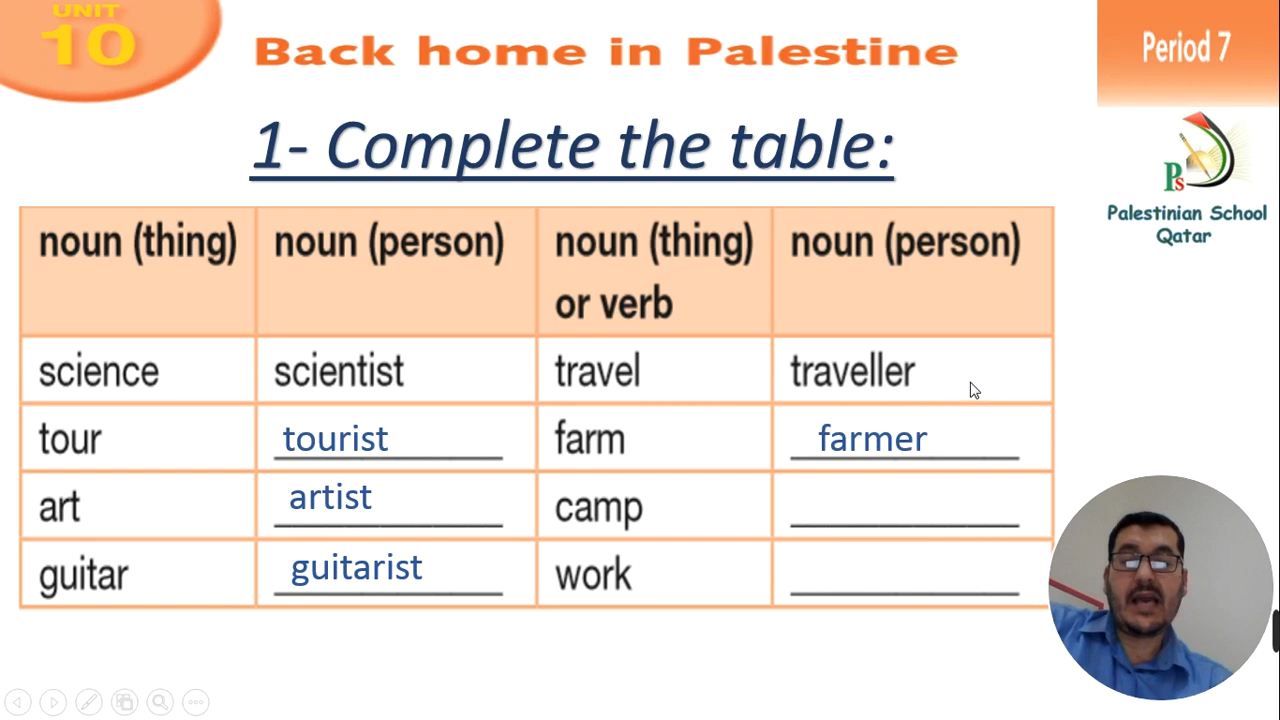 UNIT
10
Back home in Palestine
Period 7
1- Complete the table:
Ps
Palestinian School
Qatar
noun (thing) noun (person) noun (thing) or verb noun (person)
science scientist travel traveller
tour tourist farm farmer
art artist camp
guitar guitarist work